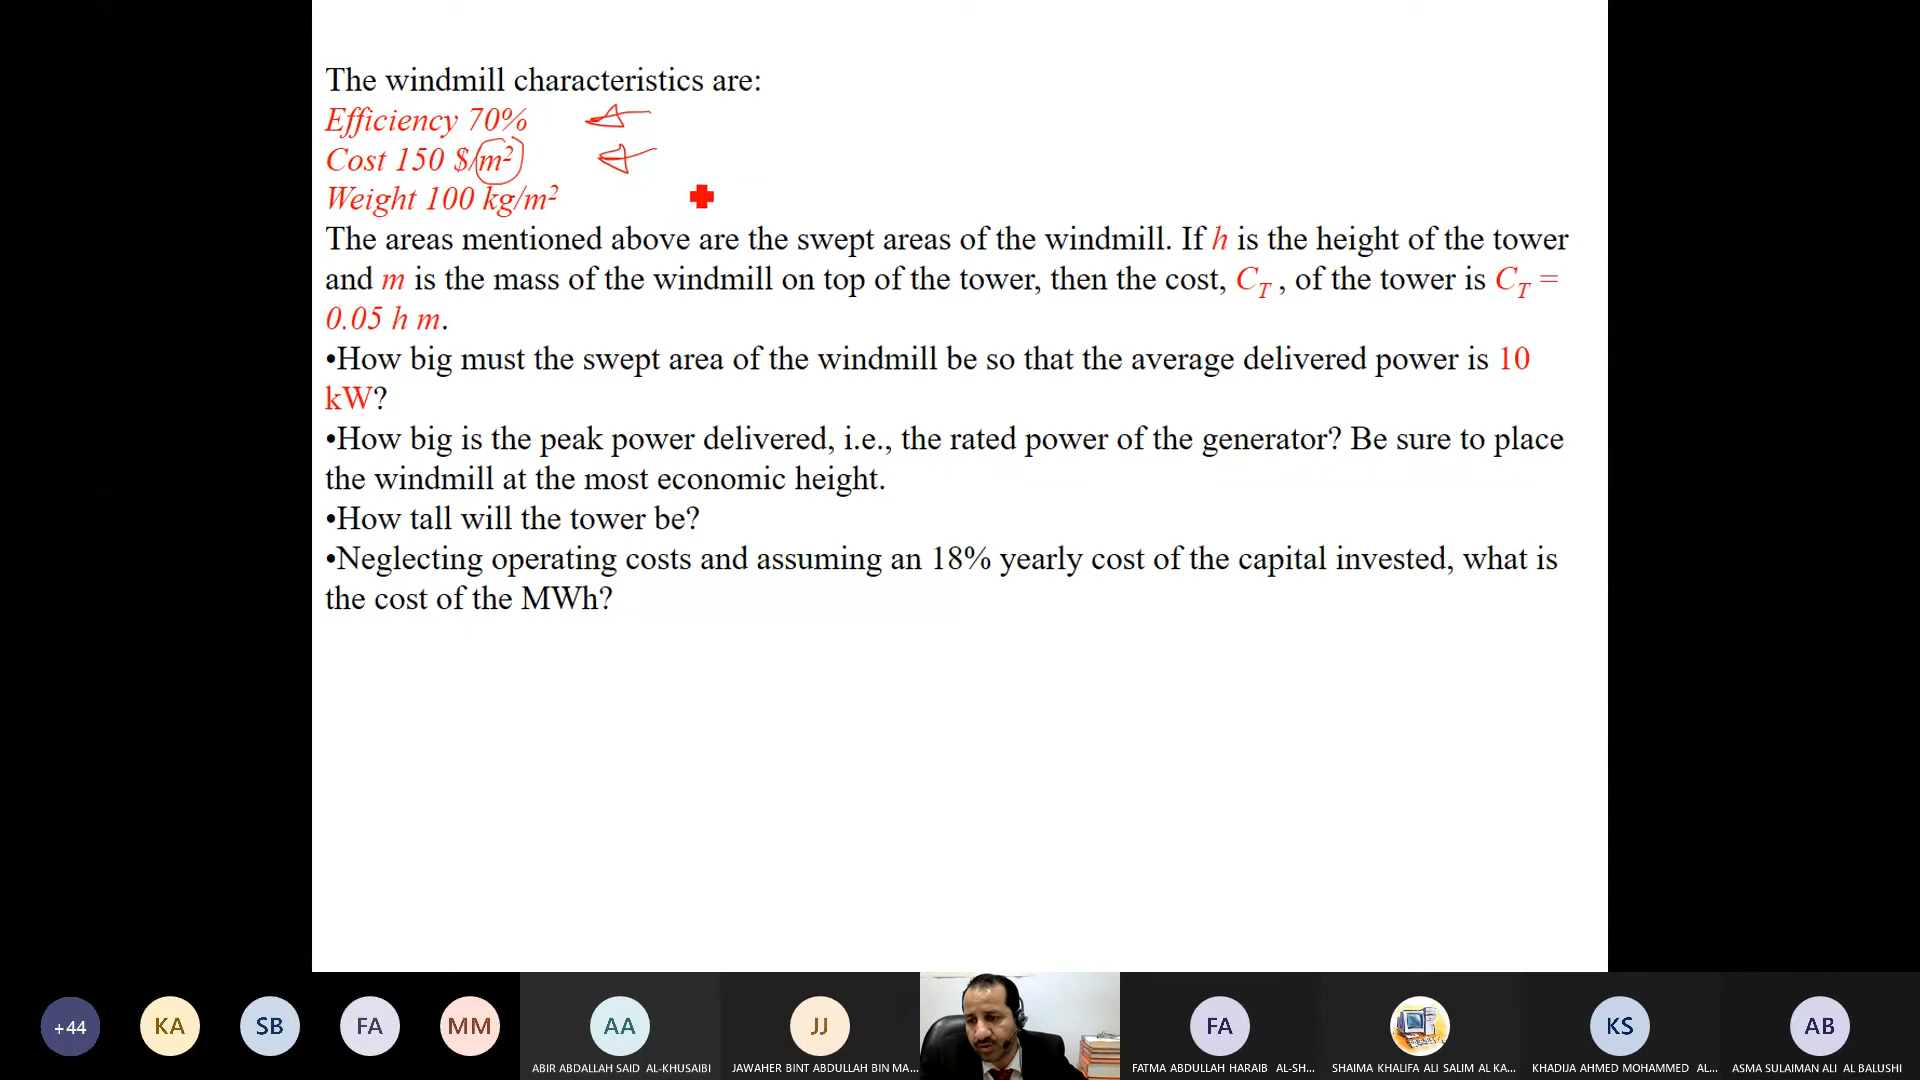 The windmill characteristics are:
Efficiency 70%
Cost 150 $/m²
Weight 100 kg/m²
The areas mentioned above are the swept areas of the windmill. If h is the height of the tower
and m is the mass of the windmill on top of the tower, then the cost, C_T , of the tower is C_T =
0.05 h m.
•How big must the swept area of the windmill be so that the average delivered power is 10
kW?
•How big is the peak power delivered, i.e., the rated power of the generator? Be sure to place
the windmill at the most economic height.
•How tall will the tower be?
•Neglecting operating costs and assuming an 18% yearly cost of the capital invested, what is
the cost of the MWh?
+44
KA
SB
FA
MM
AA
JJ
FA
KS
AB
ABIR ABDALLAH SAID AL-KHUSAIBI
JAWAHER BINT ABDULLAH BIN MA...
FATMA ABDULLAH HARAIB AL-SH...
SHAIMA KHALIFA ALI SALIM AL KA...
KHADIJA AHMED MOHAMMED AL...
ASMA SULAIMAN ALI AL BALUSHI